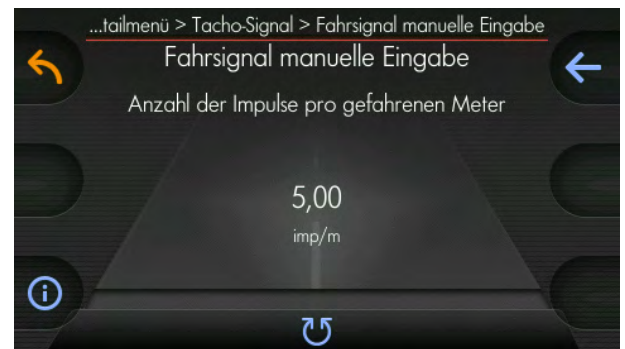 ...tailmenü > Tacho-Signal > Fahrsignal manuelle Eingabe
Fahrsignal manuelle Eingabe
Anzahl der Impulse pro gefahrenen Meter
5,00
imp/m